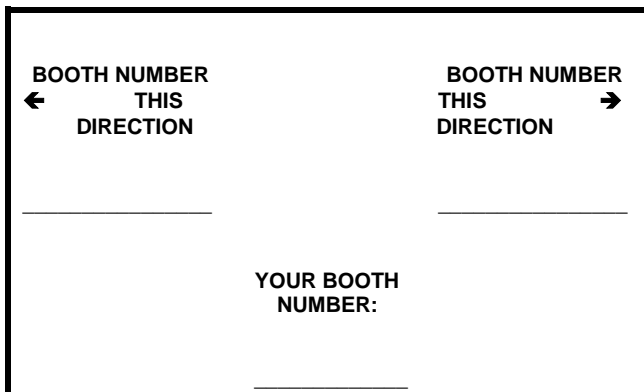 BOOTH NUMBER
🡸 THIS
DIRECTION
BOOTH NUMBER
THIS 🡺
DIRECTION
YOUR BOOTH
NUMBER: